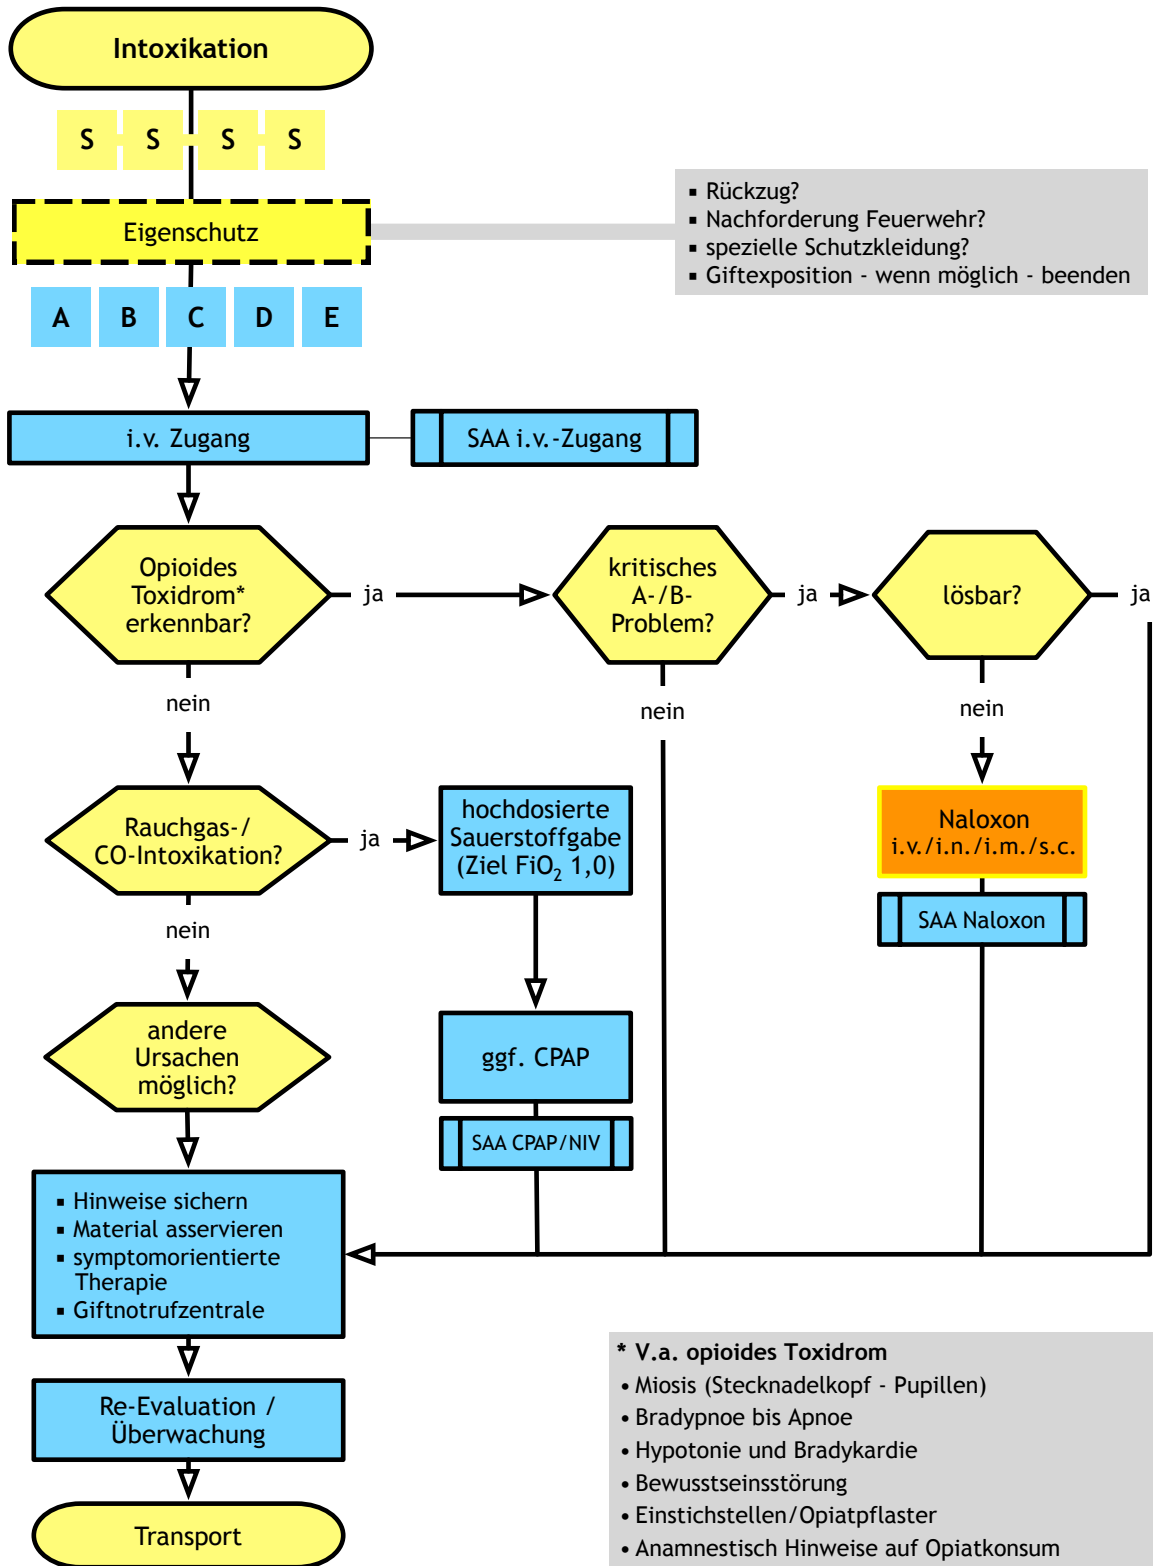 Intoxikation
S S S S
Eigenschutz
▪ Rückzug?
▪ Nachforderung Feuerwehr?
▪ spezielle Schutzkleidung?
▪ Giftexposition - wenn möglich - beenden
A B C D E
i.v. Zugang
SAA i.v.-Zugang
Opioides
Toxidrom*
erkennbar?
ja
kritisches
A-/B-
Problem?
ja
lösbar?
ja
nein
nein
nein
Rauchgas-/
CO-Intoxikation?
ja
hochdosierte
Sauerstoffgabe
(Ziel FiO₂ 1,0)
Naloxon
i.v./i.n./i.m./s.c.
SAA Naloxon
nein
andere
Ursachen
möglich?
ggf. CPAP
SAA CPAP/NIV
▪ Hinweise sichern
▪ Material asservieren
▪ symptomorientierte
Therapie
▪ Giftnotrufzentrale
Re-Evaluation /
Überwachung
Transport
* V.a. opioides Toxidrom
• Miosis (Stecknadelkopf - Pupillen)
• Bradypnoe bis Apnoe
• Hypotonie und Bradykardie
• Bewusstseinsstörung
• Einstichstellen/Opiatpflaster
• Anamnestisch Hinweise auf Opiatkonsum